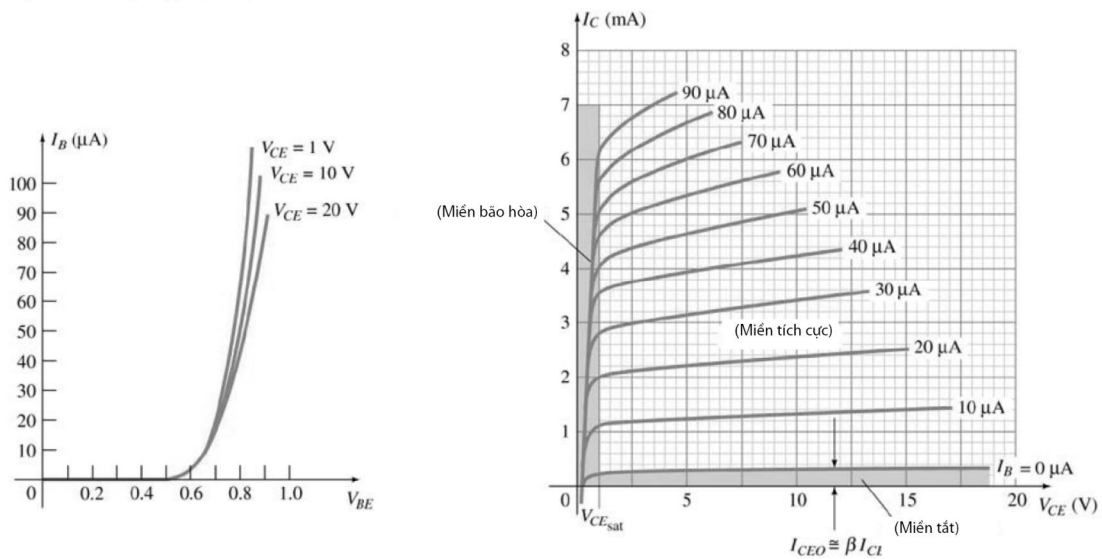 I_B (μA)
100
90
80
70
60
50
40
30
20
10
0
0.2
0.4
0.6
0.8
1.0
V_BE
V_CE = 1 V
V_CE = 10 V
V_CE = 20 V
I_C (mA)
8
7
6
5
4
3
2
1
0
90 μA
80 μA
70 μA
60 μA
50 μA
40 μA
30 μA
20 μA
10 μA
I_B = 0 μA
(Miền bão hòa)
(Miền tích cực)
(Miền tắt)
5
10
15
20
V_CE (V)
V_CEsat
I_CEO ≅ β I_CL